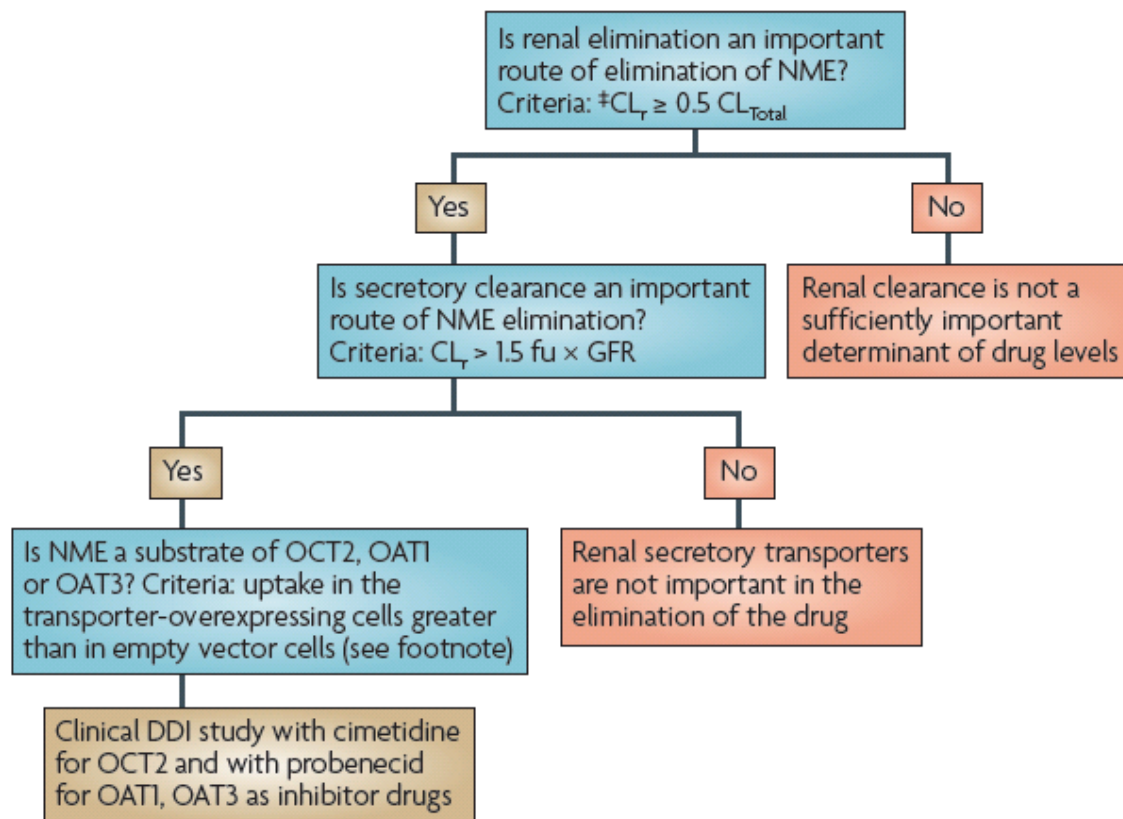 Is renal elimination an important
route of elimination of NME?
Criteria: ‡CLr ≥ 0.5 CLTotal
Yes
No
Is secretory clearance an important
route of NME elimination?
Criteria: CLr > 1.5 fu × GFR
Renal clearance is not a
sufficiently important
determinant of drug levels
Yes
No
Is NME a substrate of OCT2, OAT1
or OAT3? Criteria: uptake in the
transporter-overexpressing cells greater
than in empty vector cells (see footnote)
Renal secretory transporters
are not important in the
elimination of the drug
Clinical DDI study with cimetidine
for OCT2 and with probenecid
for OAT1, OAT3 as inhibitor drugs